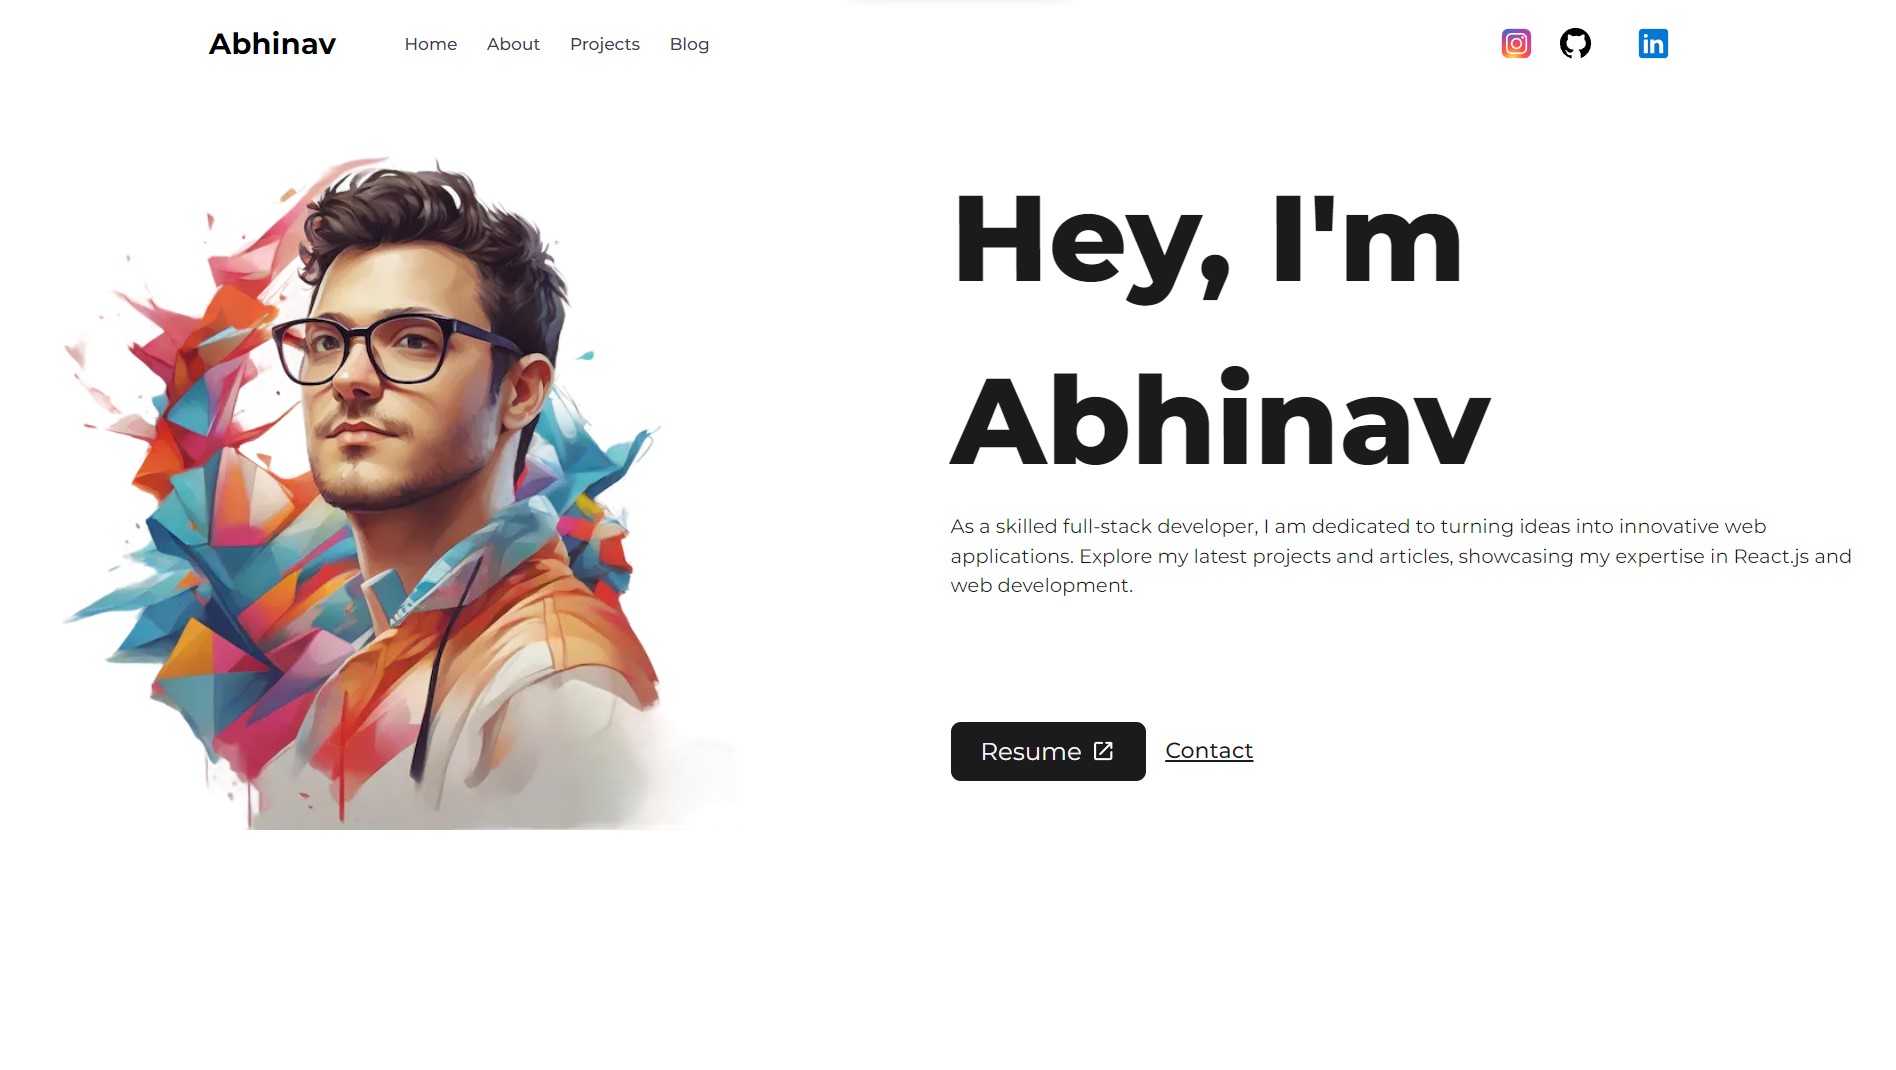 Abhinav
Home About Projects Blog
Hey, I'm
Abhinav
As a skilled full-stack developer, I am dedicated to turning ideas into innovative web
applications. Explore my latest projects and articles, showcasing my expertise in React.js and
web development.
Resume
Contact